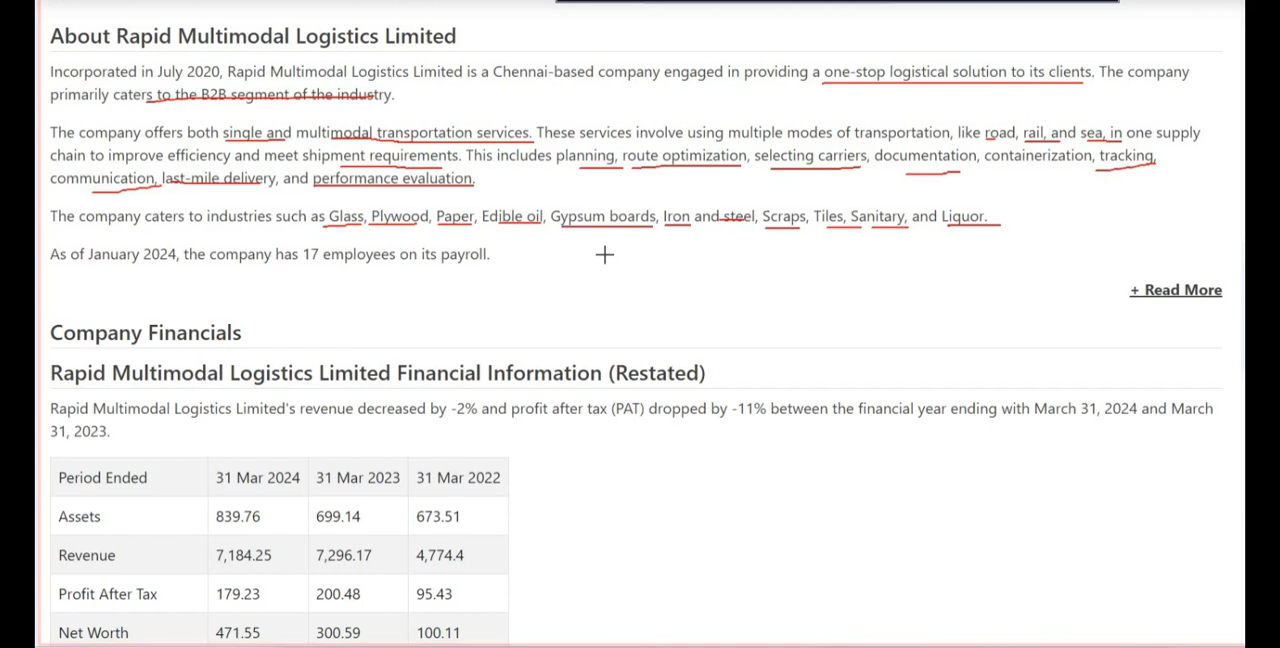 About Rapid Multimodal Logistics Limited
Incorporated in July 2020, Rapid Multimodal Logistics Limited is a Chennai-based company engaged in providing a one-stop logistical solution to its clients. The company
primarily caters to the B2B segment of the industry.
The company offers both single and multimodal transportation services. These services involve using multiple modes of transportation, like road, rail, and sea, in one supply
chain to improve efficiency and meet shipment requirements. This includes planning, route optimization, selecting carriers, documentation, containerization, tracking,
communication, last-mile delivery, and performance evaluation.
The company caters to industries such as Glass, Plywood, Paper, Edible oil, Gypsum boards, Iron and steel, Scraps, Tiles, Sanitary, and Liquor.
As of January 2024, the company has 17 employees on its payroll.
+ Read More
Company Financials
Rapid Multimodal Logistics Limited Financial Information (Restated)
Rapid Multimodal Logistics Limited's revenue decreased by -2% and profit after tax (PAT) dropped by -11% between the financial year ending with March 31, 2024 and March
31, 2023.
Period Ended 31 Mar 2024 31 Mar 2023 31 Mar 2022
Assets 839.76 699.14 673.51
Revenue 7,184.25 7,296.17 4,774.4
Profit After Tax 179.23 200.48 95.43
Net Worth 471.55 300.59 100.11